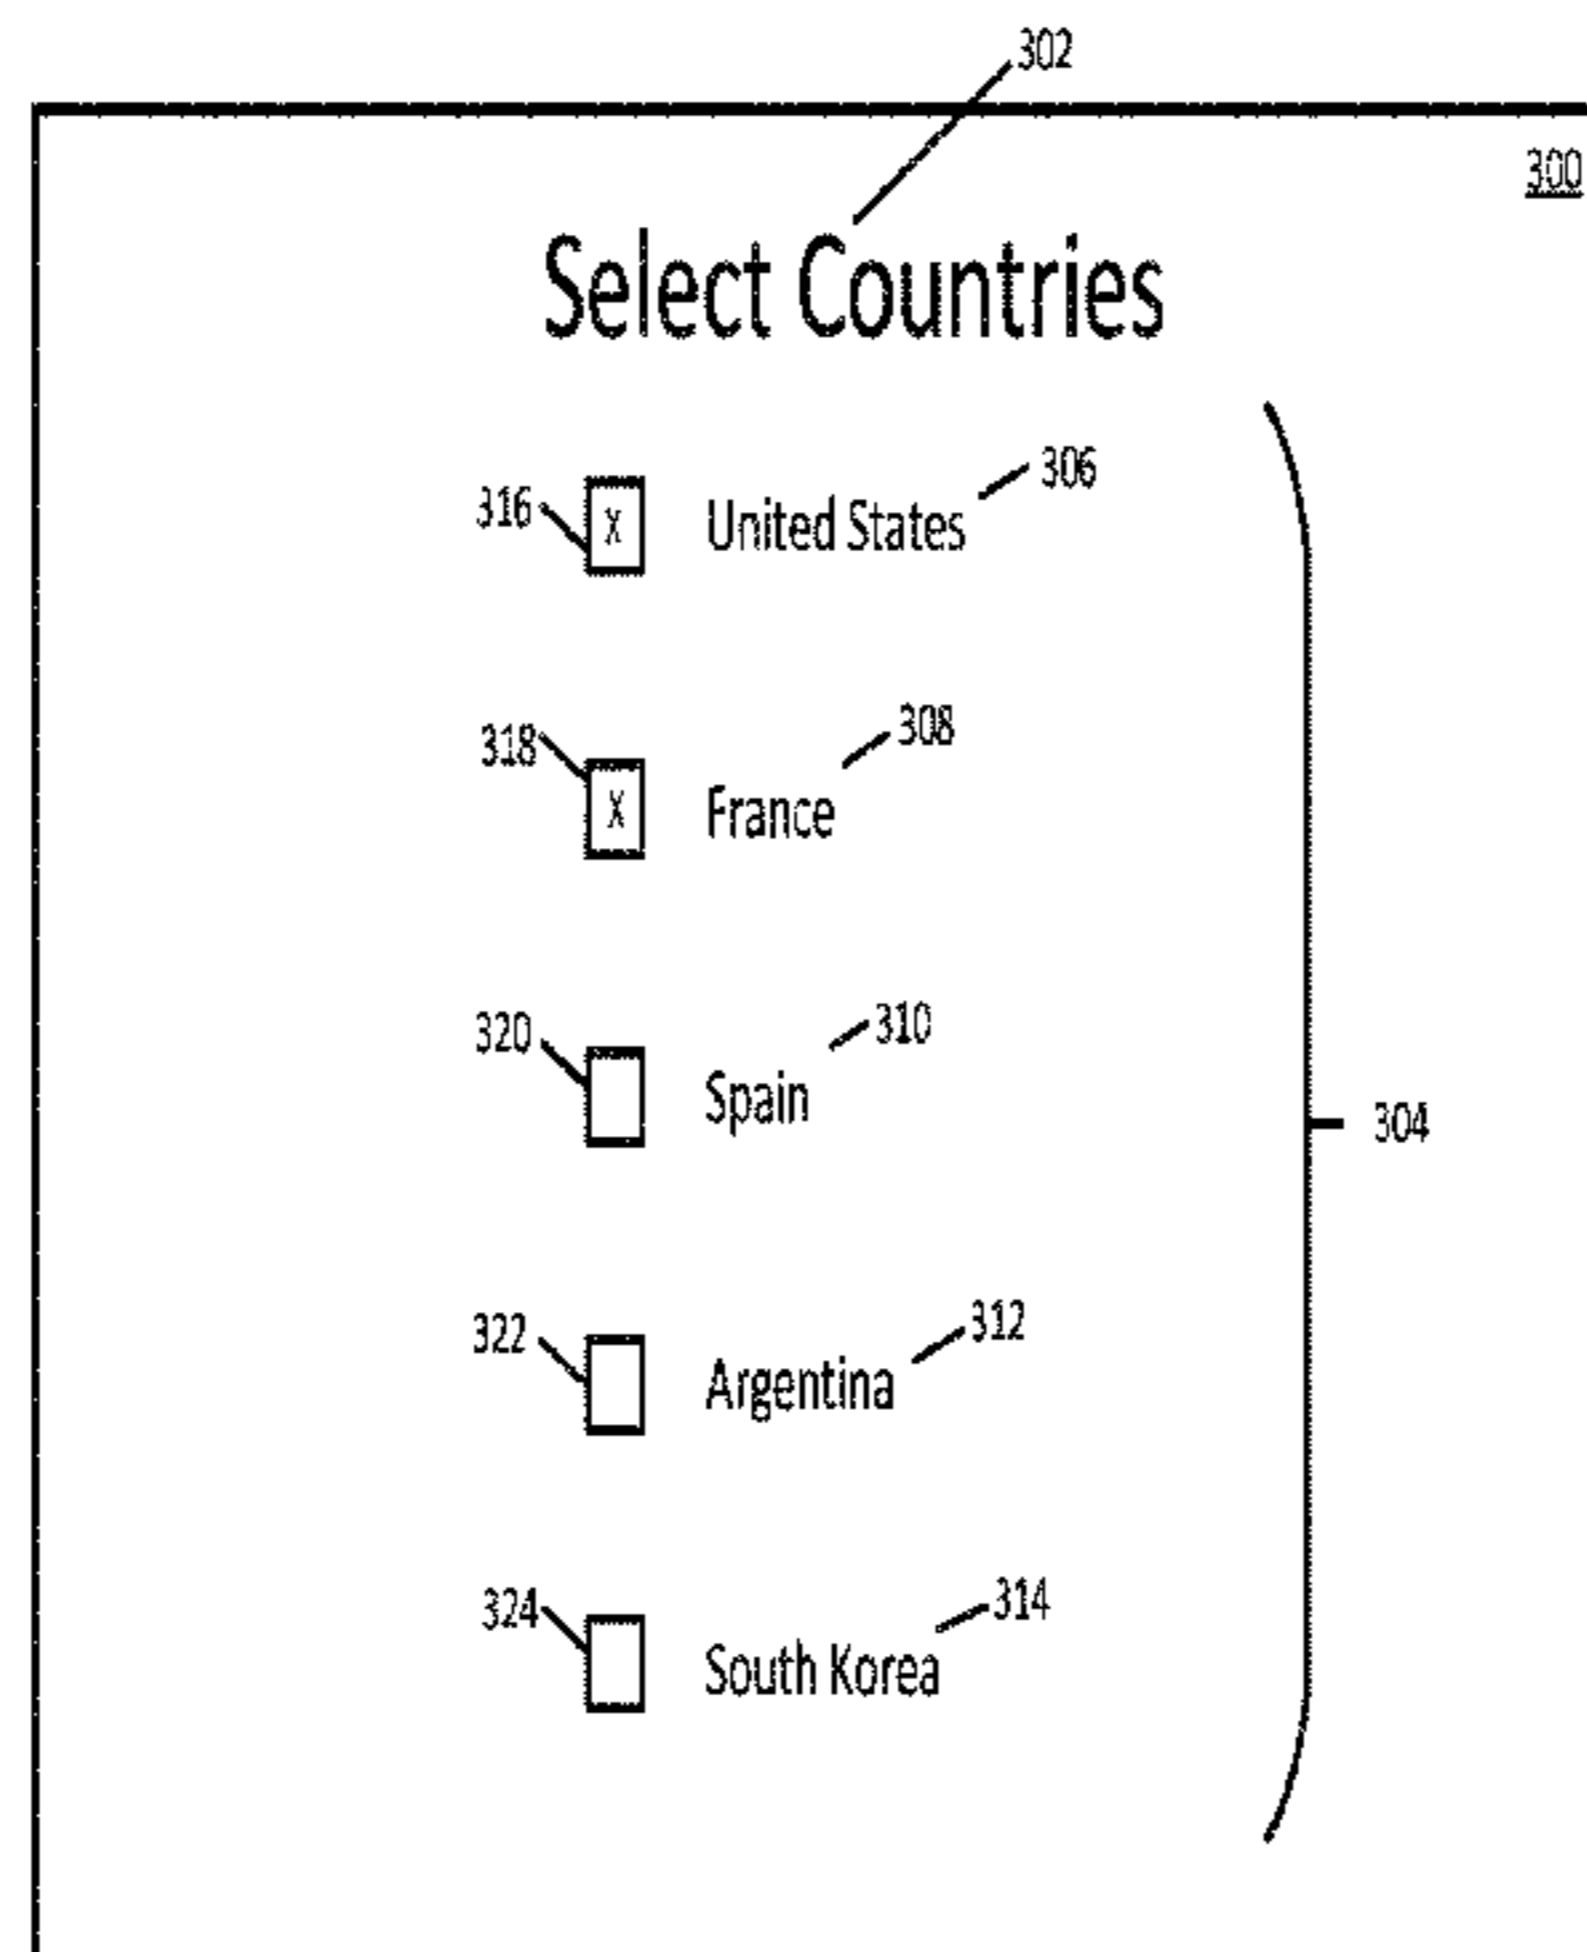 302
300
Select Countries
316 X United States 306
318 X France 308
320 Spain 310
304
322 Argentina 312
324 South Korea 314